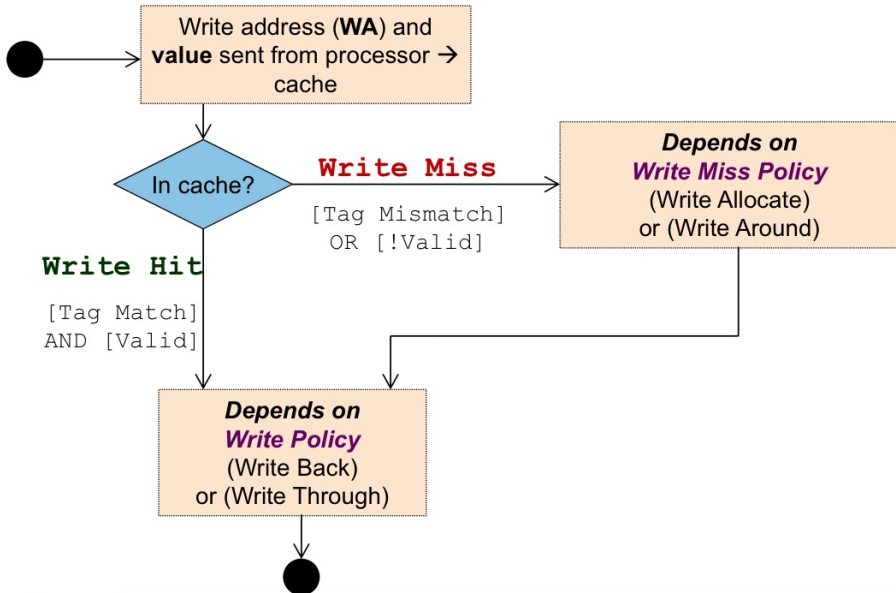 Write address (WA) and
value sent from processor →
cache
In cache?
Write Miss
[Tag Mismatch]
OR [!Valid]
Depends on
Write Miss Policy
(Write Allocate)
or (Write Around)
Write Hit
[Tag Match]
AND [Valid]
Depends on
Write Policy
(Write Back)
or (Write Through)